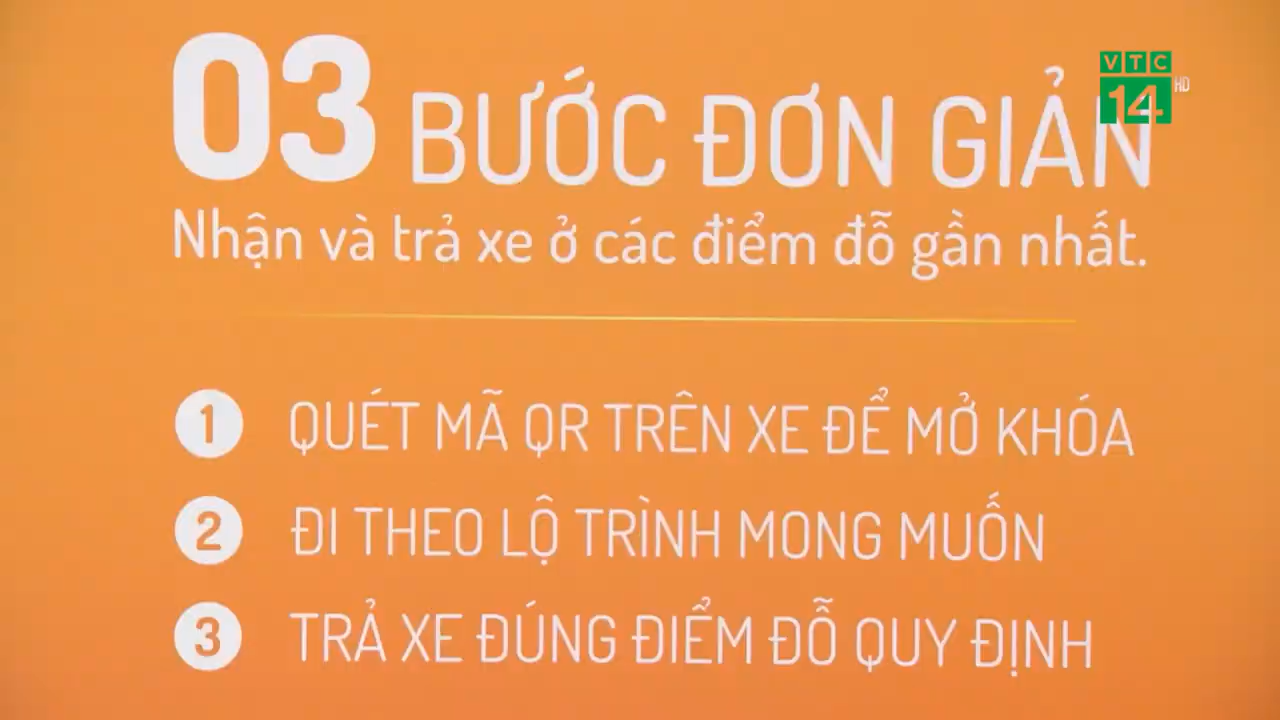 03 BƯỚC ĐƠN GIẢN
VTC
14 HD
Nhận và trả xe ở các điểm đỗ gần nhất.
1 QUÉT MÃ QR TRÊN XE ĐỂ MỞ KHÓA
2 ĐI THEO LỘ TRÌNH MONG MUỐN
3 TRẢ XE ĐÚNG ĐIỂM ĐỖ QUY ĐỊNH